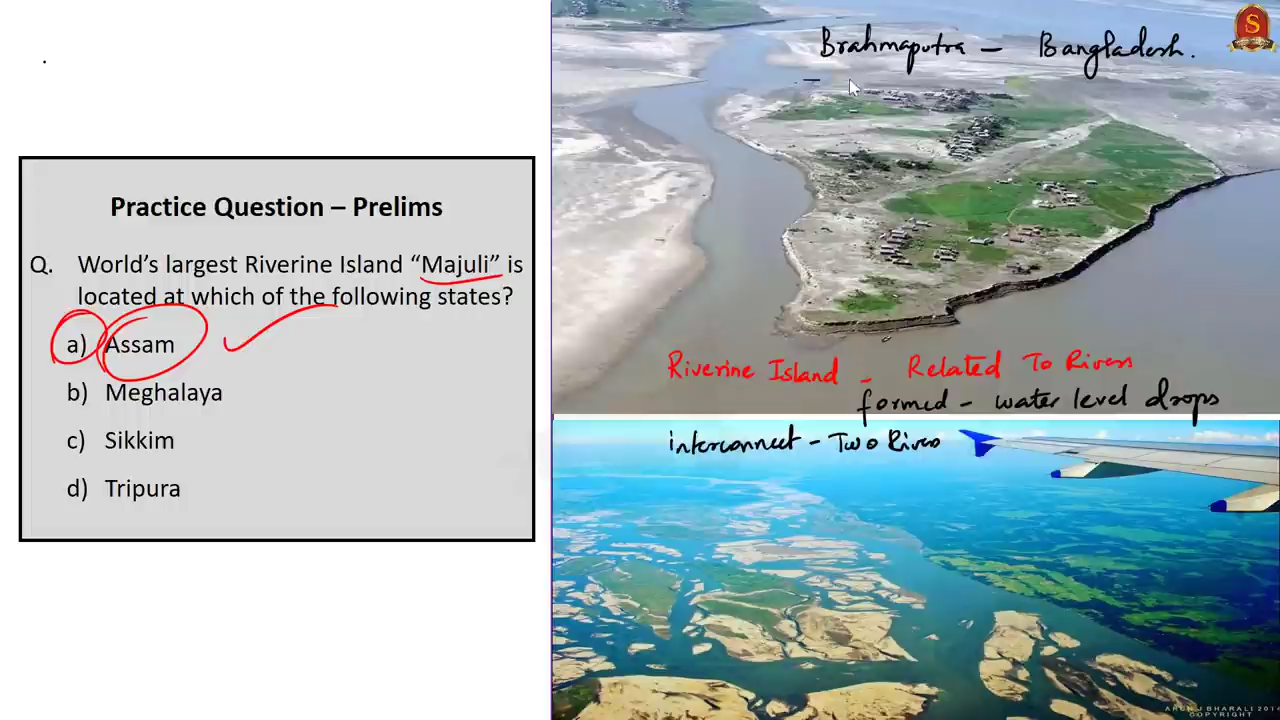 Practice Question – Prelims
Q. World's largest Riverine Island “Majuli” is
located at which of the following states?
a) Assam
b) Meghalaya
c) Sikkim
d) Tripura
S
Brahmaputra – Bangladesh.
Riverine Island – Related To Rivers
formed – water level drops
interconnect – Two Rivers
COPYRIGHT